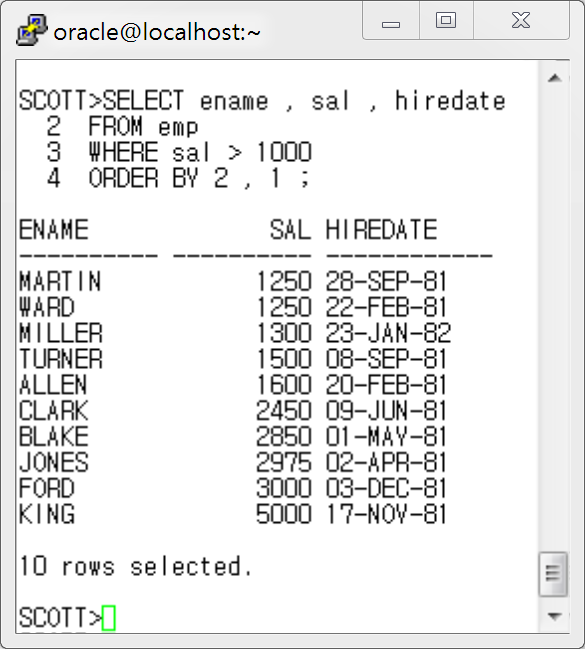 oracle@localhost:~
SCOTT>SELECT ename , sal , hiredate
  2  FROM emp
  3  WHERE sal > 1000
  4  ORDER BY 2 , 1 ;
ENAME             SAL HIREDATE
---------- ---------- ------------
MARTIN           1250 28-SEP-81
WARD             1250 22-FEB-81
MILLER           1300 23-JAN-82
TURNER           1500 08-SEP-81
ALLEN            1600 20-FEB-81
CLARK            2450 09-JUN-81
BLAKE            2850 01-MAY-81
JONES            2975 02-APR-81
FORD             3000 03-DEC-81
KING             5000 17-NOV-81
10 rows selected.
SCOTT>